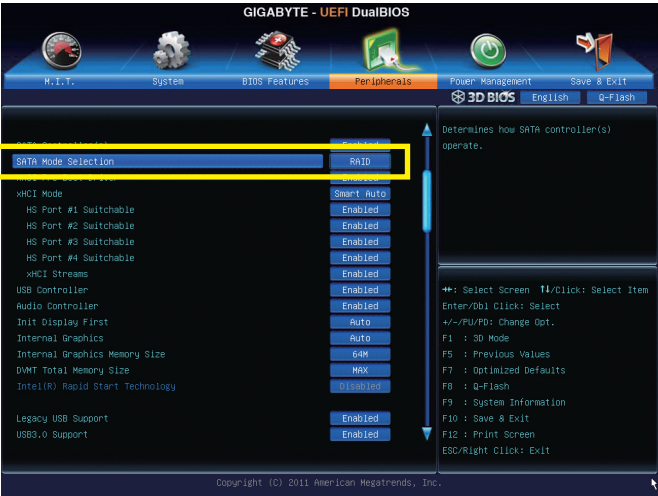 GIGABYTE - UEFI DualBIOS
M.I.T. System BIOS Features Peripherals Power Management Save & Exit
3D BIOS English Q-Flash
SATA Controller(s) Enabled
SATA Mode Selection RAID
xHCI Mode Smart Auto
HS Port #1 Switchable Enabled
HS Port #2 Switchable Enabled
HS Port #3 Switchable Enabled
HS Port #4 Switchable Enabled
xHCI Streams Enabled
USB Controller Enabled
Audio Controller Enabled
Init Display First Auto
Internal Graphics Auto
Internal Graphics Memory Size 64M
DVMT Total Memory Size MAX
Intel(R) Rapid Start Technology Disabled
Legacy USB Support Enabled
USB3.0 Support Enabled
Determines how SATA controller(s)
operate.
↔: Select Screen ↑↓/Click: Select Item
Enter/Dbl Click: Select
+/-/PU/PD: Change Opt.
F1 : 3D Mode
F5 : Previous Values
F7 : Optimized Defaults
F8 : Q-Flash
F9 : System Information
F10 : Save & Exit
F12 : Print Screen
ESC/Right Click: Exit
Copyright (C) 2011 American Megatrends, Inc.